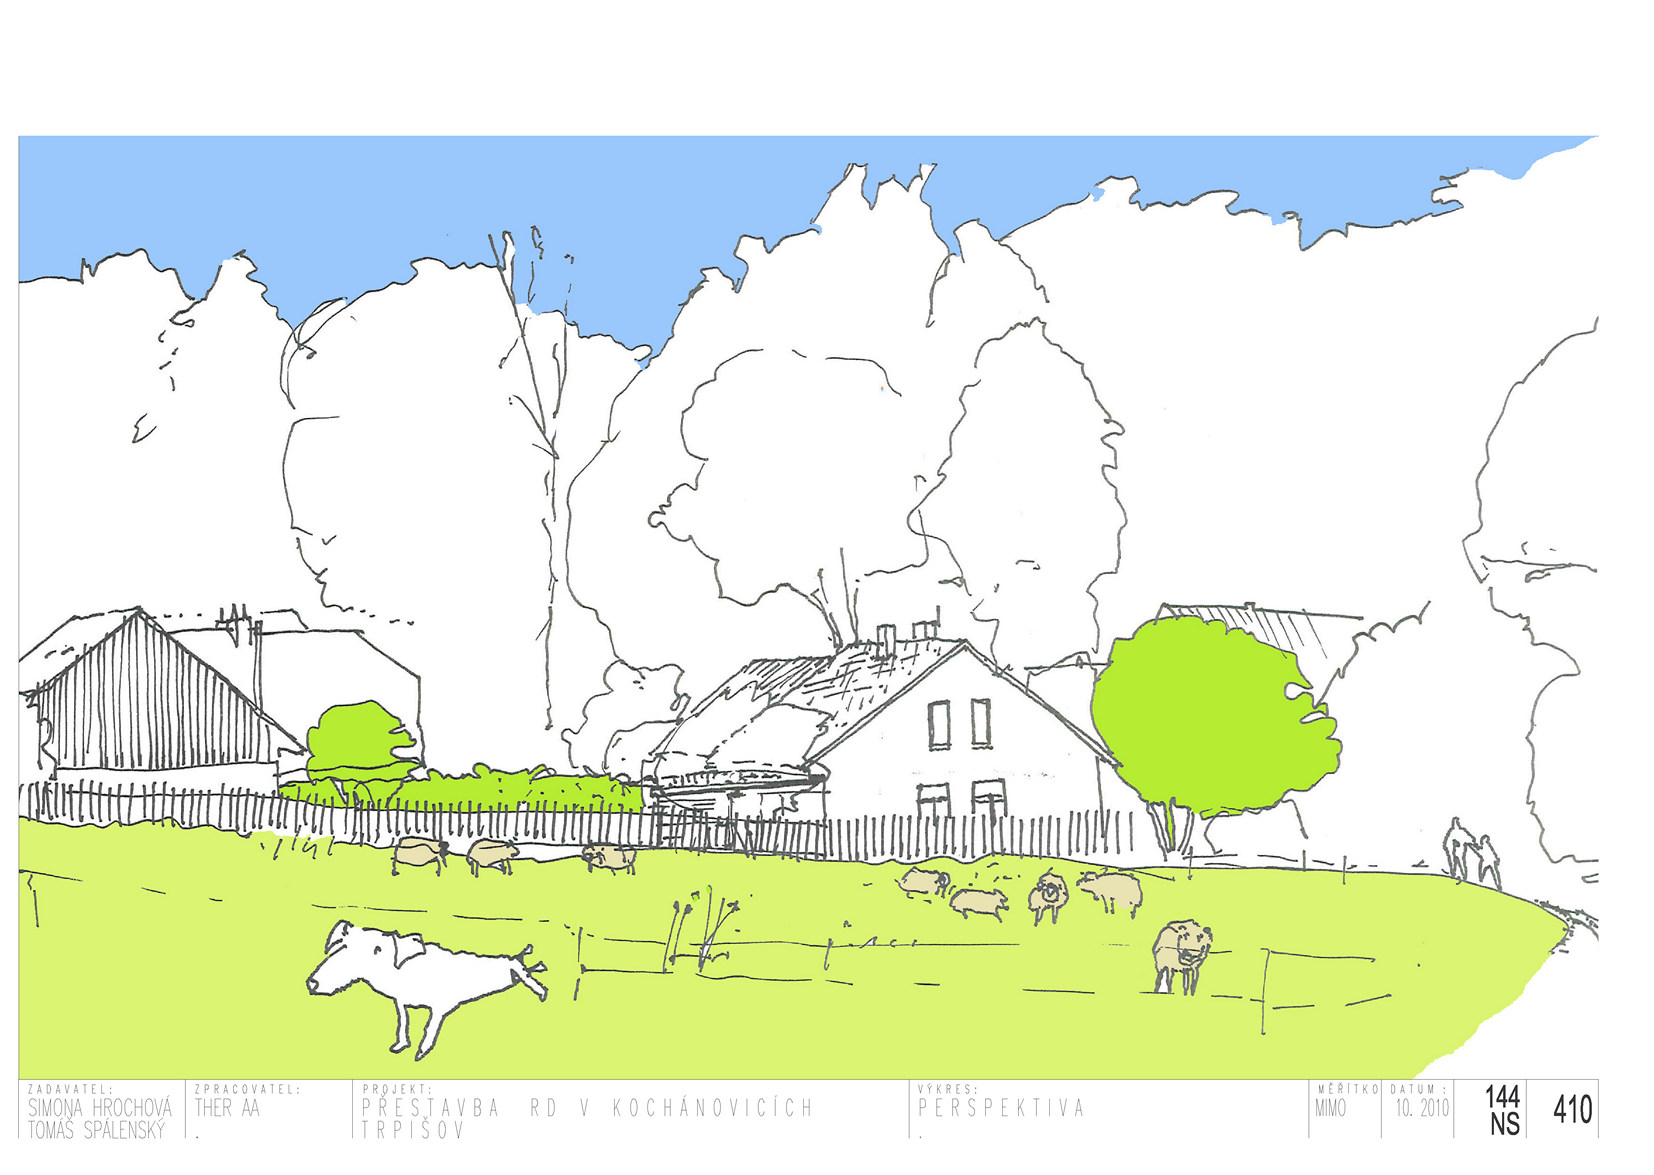 ZADAVATEL:
SIMONA HROCHOVÁ
TOMÁŠ SPÁLENSKÝ
ZPRACOVATEL:
THER AA
.
PROJEKT:
PŘESTAVBA RD V KOCHÁNOVICÍCH
TRPIŠOV
VÝKRES:
PERSPEKTIVA
.
MĚŘÍTKO
MIMO
DATUM:
10. 2010
144
NS
410